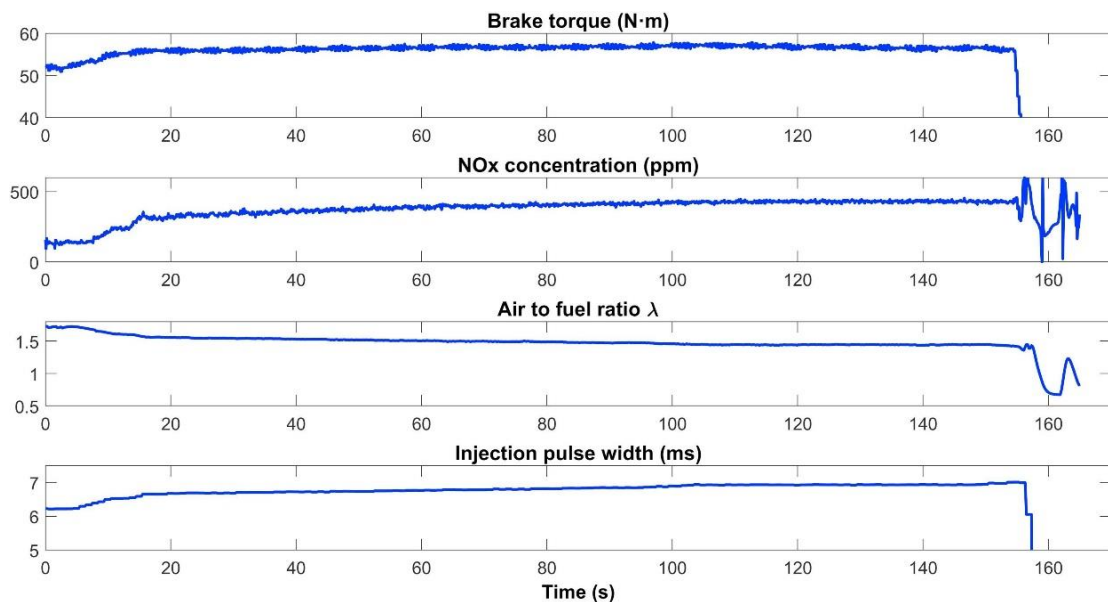 Brake torque (N·m)
60
50
40
0 20 40 60 80 100 120 140 160
NOx concentration (ppm)
500
0
0 20 40 60 80 100 120 140 160
Air to fuel ratio λ
1.5
1
0.5
0 20 40 60 80 100 120 140 160
Injection pulse width (ms)
7
6
5
0 20 40 60 80 100 120 140 160
Time (s)